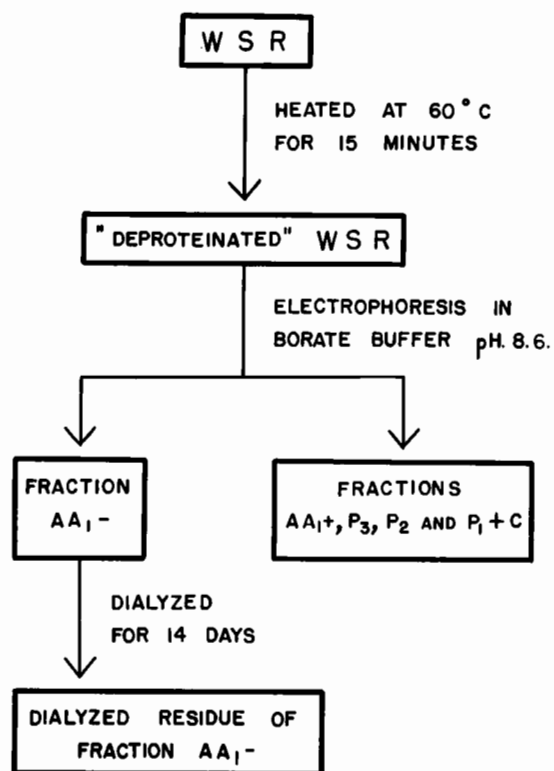 W S R
HEATED AT 60°C
FOR 15 MINUTES
"DEPROTEINATED" W S R
ELECTROPHORESIS IN
BORATE BUFFER pH. 8.6.
FRACTION
AA₁-
FRACTIONS
AA₁+, P₃, P₂ AND P₁+C
DIALYZED
FOR 14 DAYS
DIALYZED RESIDUE OF
FRACTION AA₁-